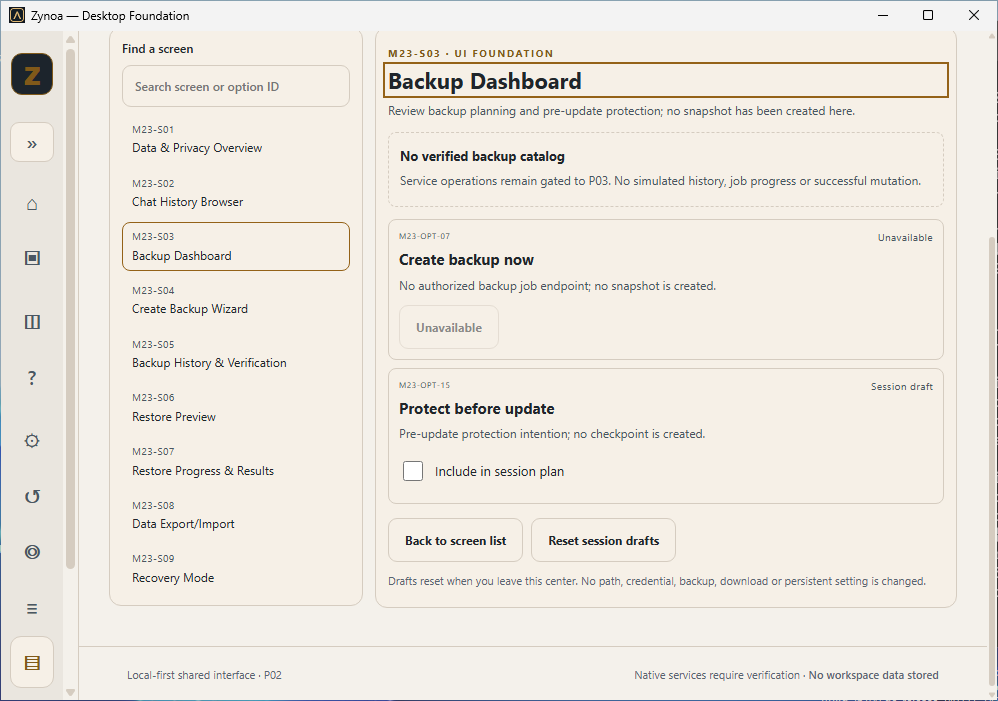 Zynoa — Desktop Foundation
Z
»
?
Find a screen
Search screen or option ID
M23-S01
Data & Privacy Overview
M23-S02
Chat History Browser
M23-S03
Backup Dashboard
M23-S04
Create Backup Wizard
M23-S05
Backup History & Verification
M23-S06
Restore Preview
M23-S07
Restore Progress & Results
M23-S08
Data Export/Import
M23-S09
Recovery Mode
M23-S03 · UI FOUNDATION
Backup Dashboard
Review backup planning and pre-update protection; no snapshot has been created here.
No verified backup catalog
Service operations remain gated to P03. No simulated history, job progress or successful mutation.
M23-OPT-07
Unavailable
Create backup now
No authorized backup job endpoint; no snapshot is created.
Unavailable
M23-OPT-15
Session draft
Protect before update
Pre-update protection intention; no checkpoint is created.
Include in session plan
Back to screen list
Reset session drafts
Drafts reset when you leave this center. No path, credential, backup, download or persistent setting is changed.
Local-first shared interface · P02
Native services require verification · No workspace data stored